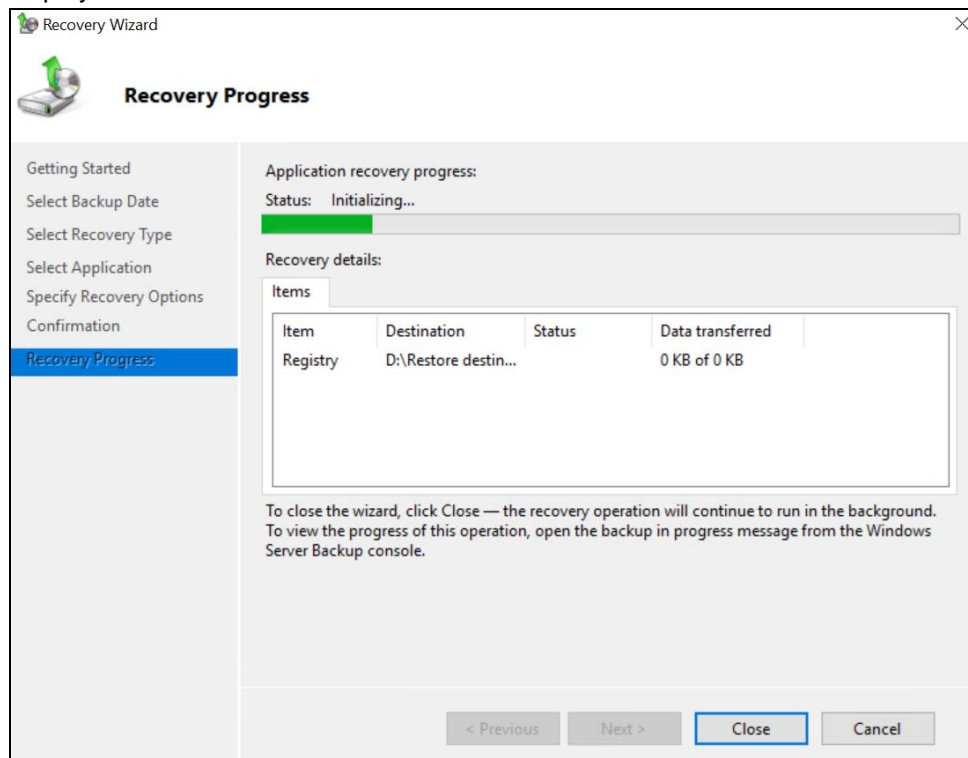 Recovery Wizard
Recovery Progress
Getting Started
Select Backup Date
Select Recovery Type
Select Application
Specify Recovery Options
Confirmation
Recovery Progress
Application recovery progress:
Status: Initializing...
Recovery details:
Items
Item Destination Status Data transferred
Registry D:\Restore destin... 0 KB of 0 KB
To close the wizard, click Close — the recovery operation will continue to run in the background.
To view the progress of this operation, open the backup in progress message from the Windows
Server Backup console.
< Previous Next > Close Cancel